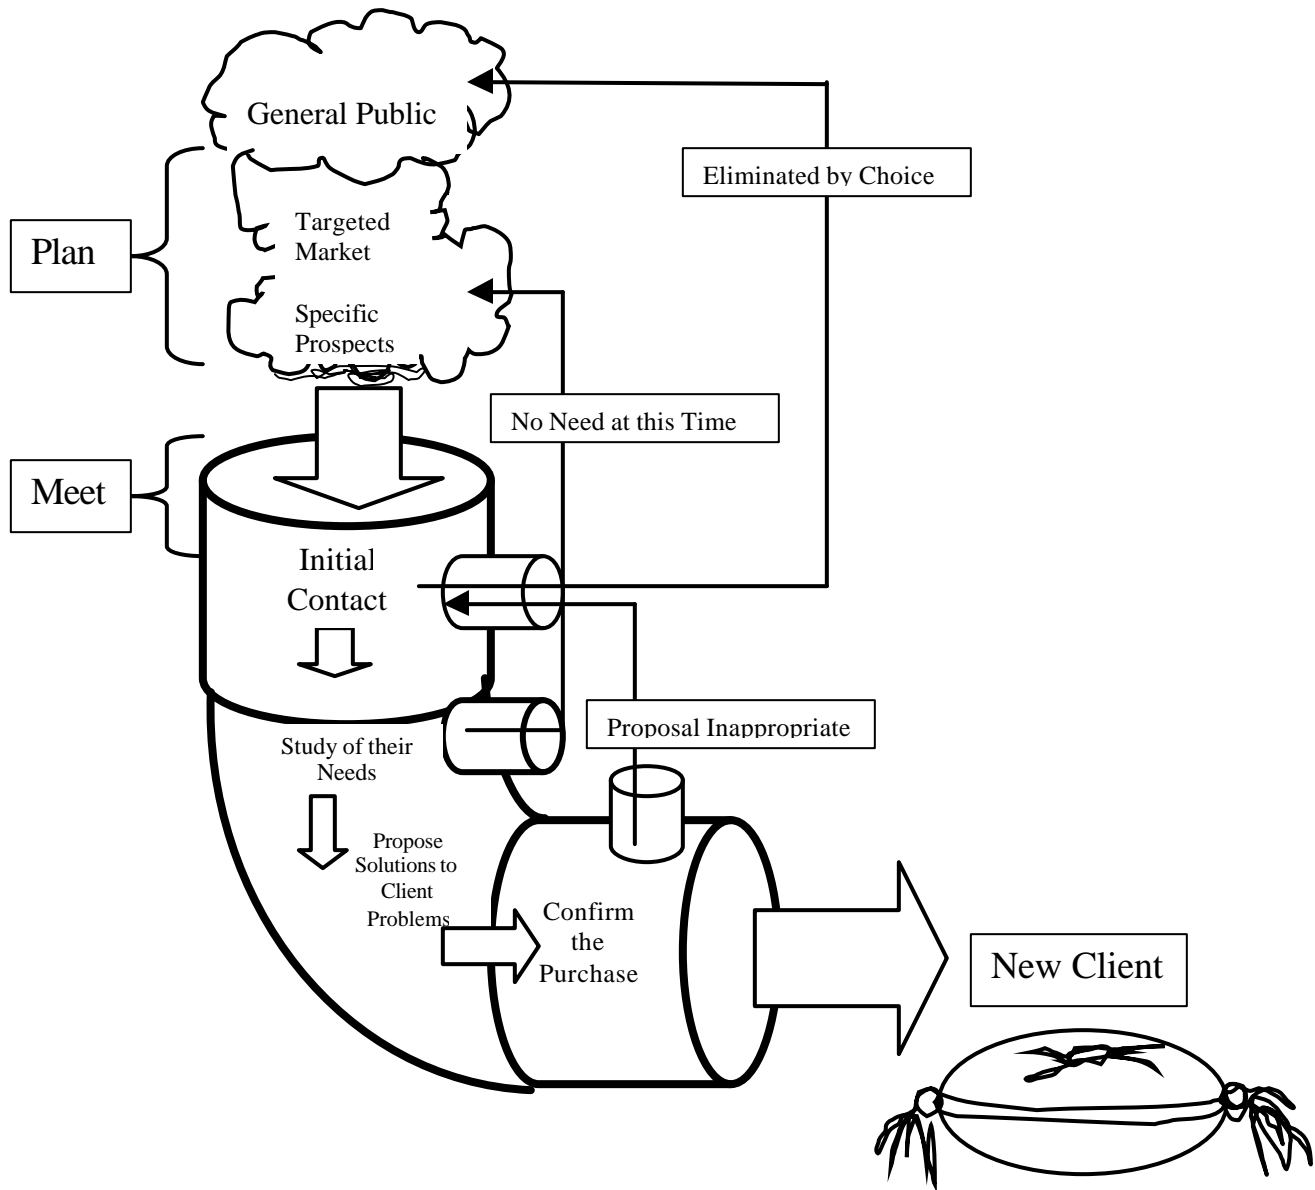 General Public
Eliminated by Choice
Plan
Targeted
Market
Specific
Prospects
No Need at this Time
Meet
Initial
Contact
Proposal Inappropriate
Study of their
Needs
Propose
Solutions to
Client
Problems
Confirm
the
Purchase
New Client